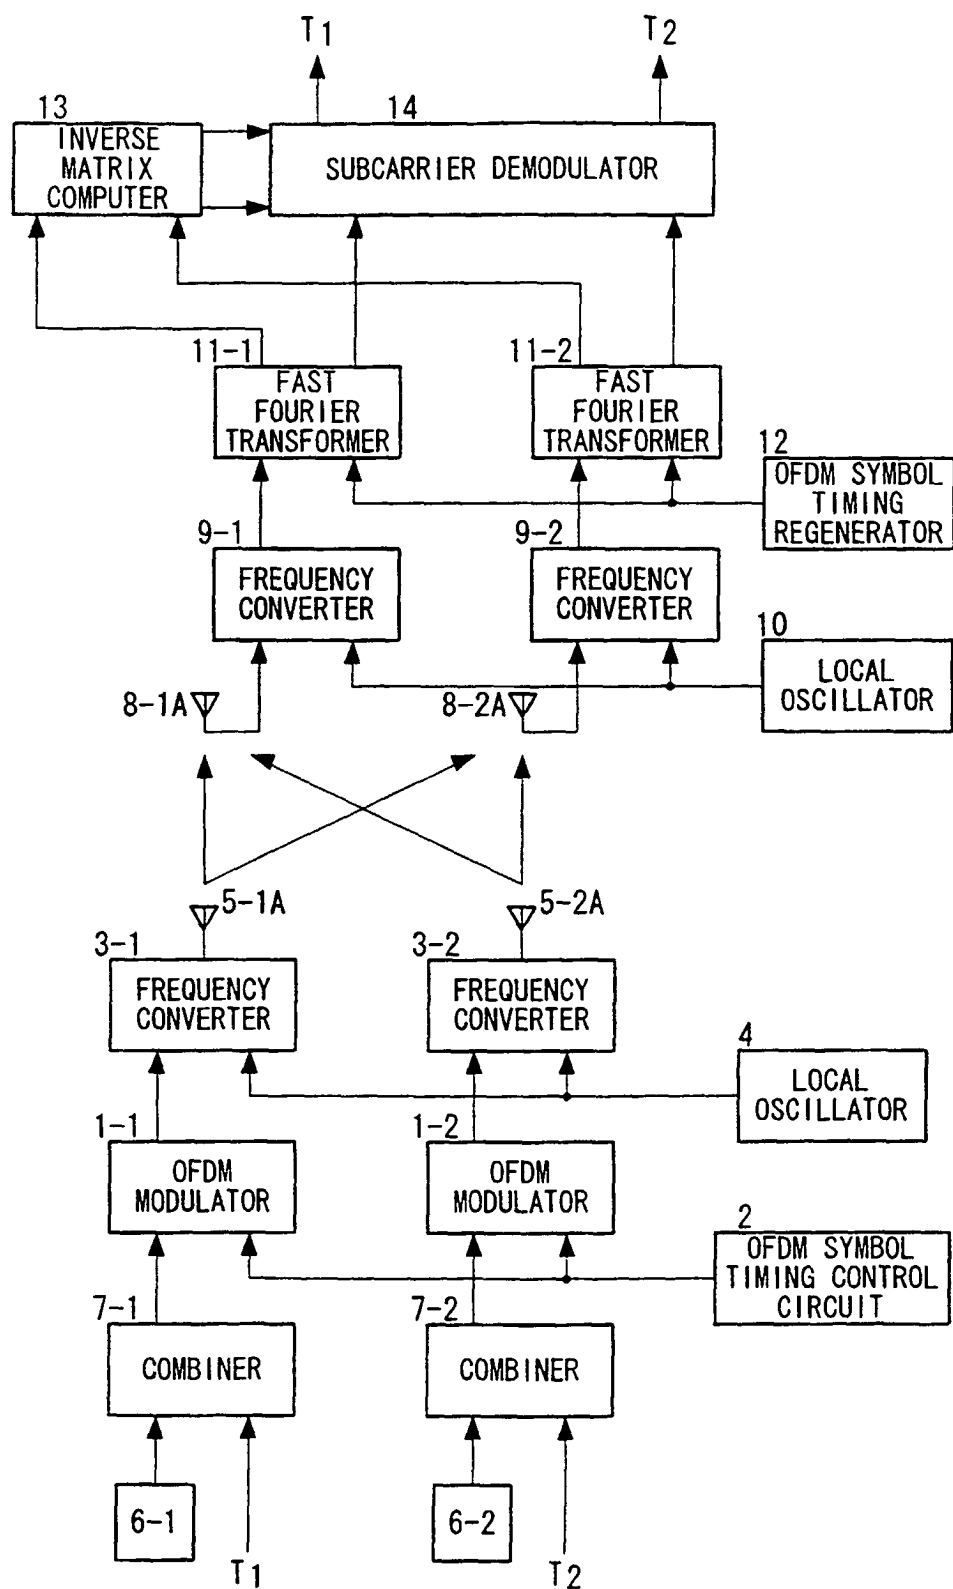 T1
T2
13
14
INVERSE
MATRIX
COMPUTER
SUBCARRIER DEMODULATOR
11-1
11-2
FAST
FOURIER
TRANSFORMER
FAST
FOURIER
TRANSFORMER
12
OFDM SYMBOL
TIMING
REGENERATOR
9-1
9-2
FREQUENCY
CONVERTER
FREQUENCY
CONVERTER
10
LOCAL
OSCILLATOR
8-1A
8-2A
5-1A
5-2A
3-1
3-2
FREQUENCY
CONVERTER
FREQUENCY
CONVERTER
4
LOCAL
OSCILLATOR
1-1
1-2
OFDM
MODULATOR
OFDM
MODULATOR
2
OFDM SYMBOL
TIMING CONTROL
CIRCUIT
7-1
7-2
COMBINER
COMBINER
6-1
6-2
T1
T2